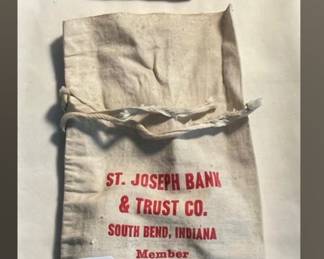 ST. JOSEPH BANK
& TRUST CO.
SOUTH BEND, INDIANA
Member